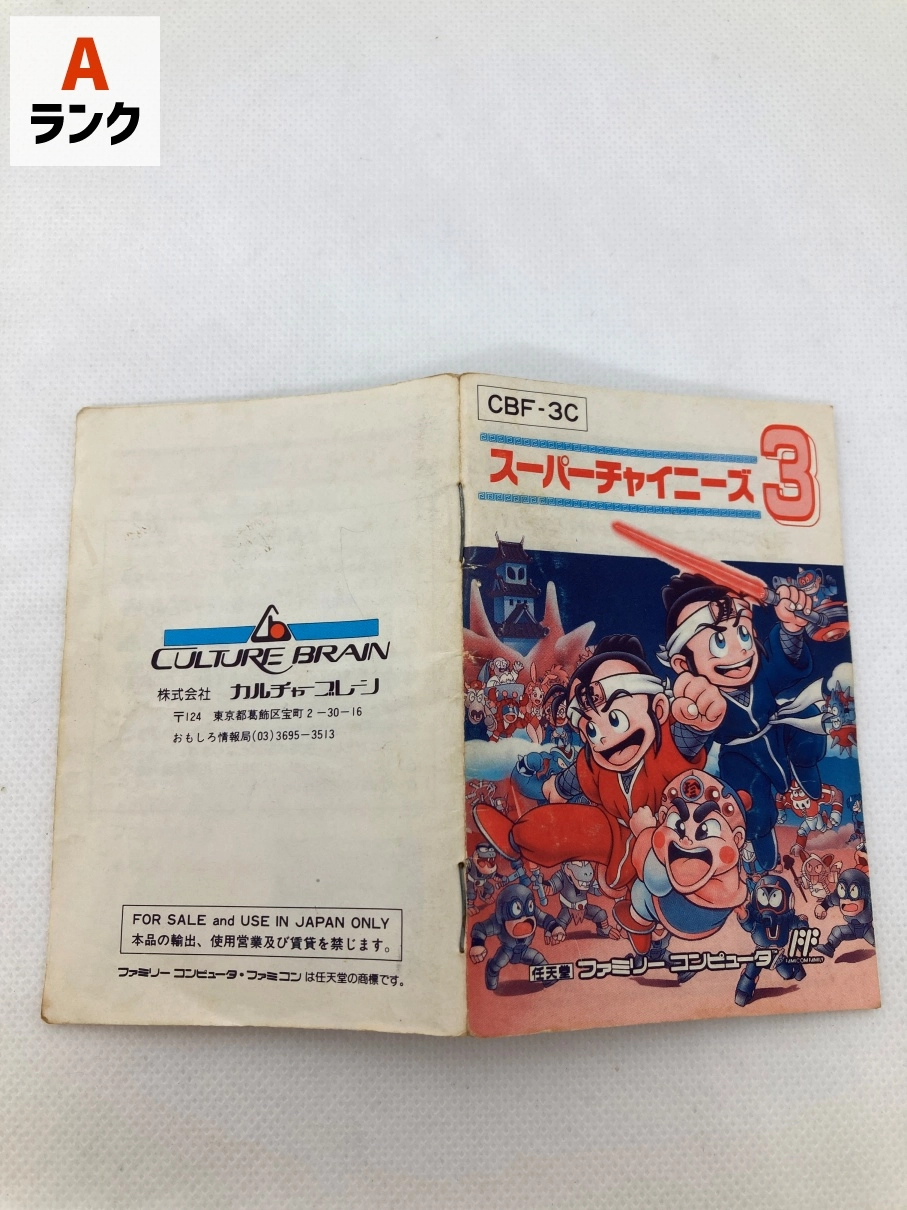 A
ランク
CBF-3C
スーパーチャイニーズ3
任天堂 ファミリー コンピュータ™
FAMICOM FAMILY
CULTURE BRAIN
株式会社 カルチャーブレーン
〒124 東京都葛飾区宝町2-30-16
おもしろ情報局(03)3695-3513
FOR SALE and USE IN JAPAN ONLY
本品の輸出、使用営業及び賃貸を禁じます。
ファミリー コンピュータ・ファミコン は任天堂の商標です。